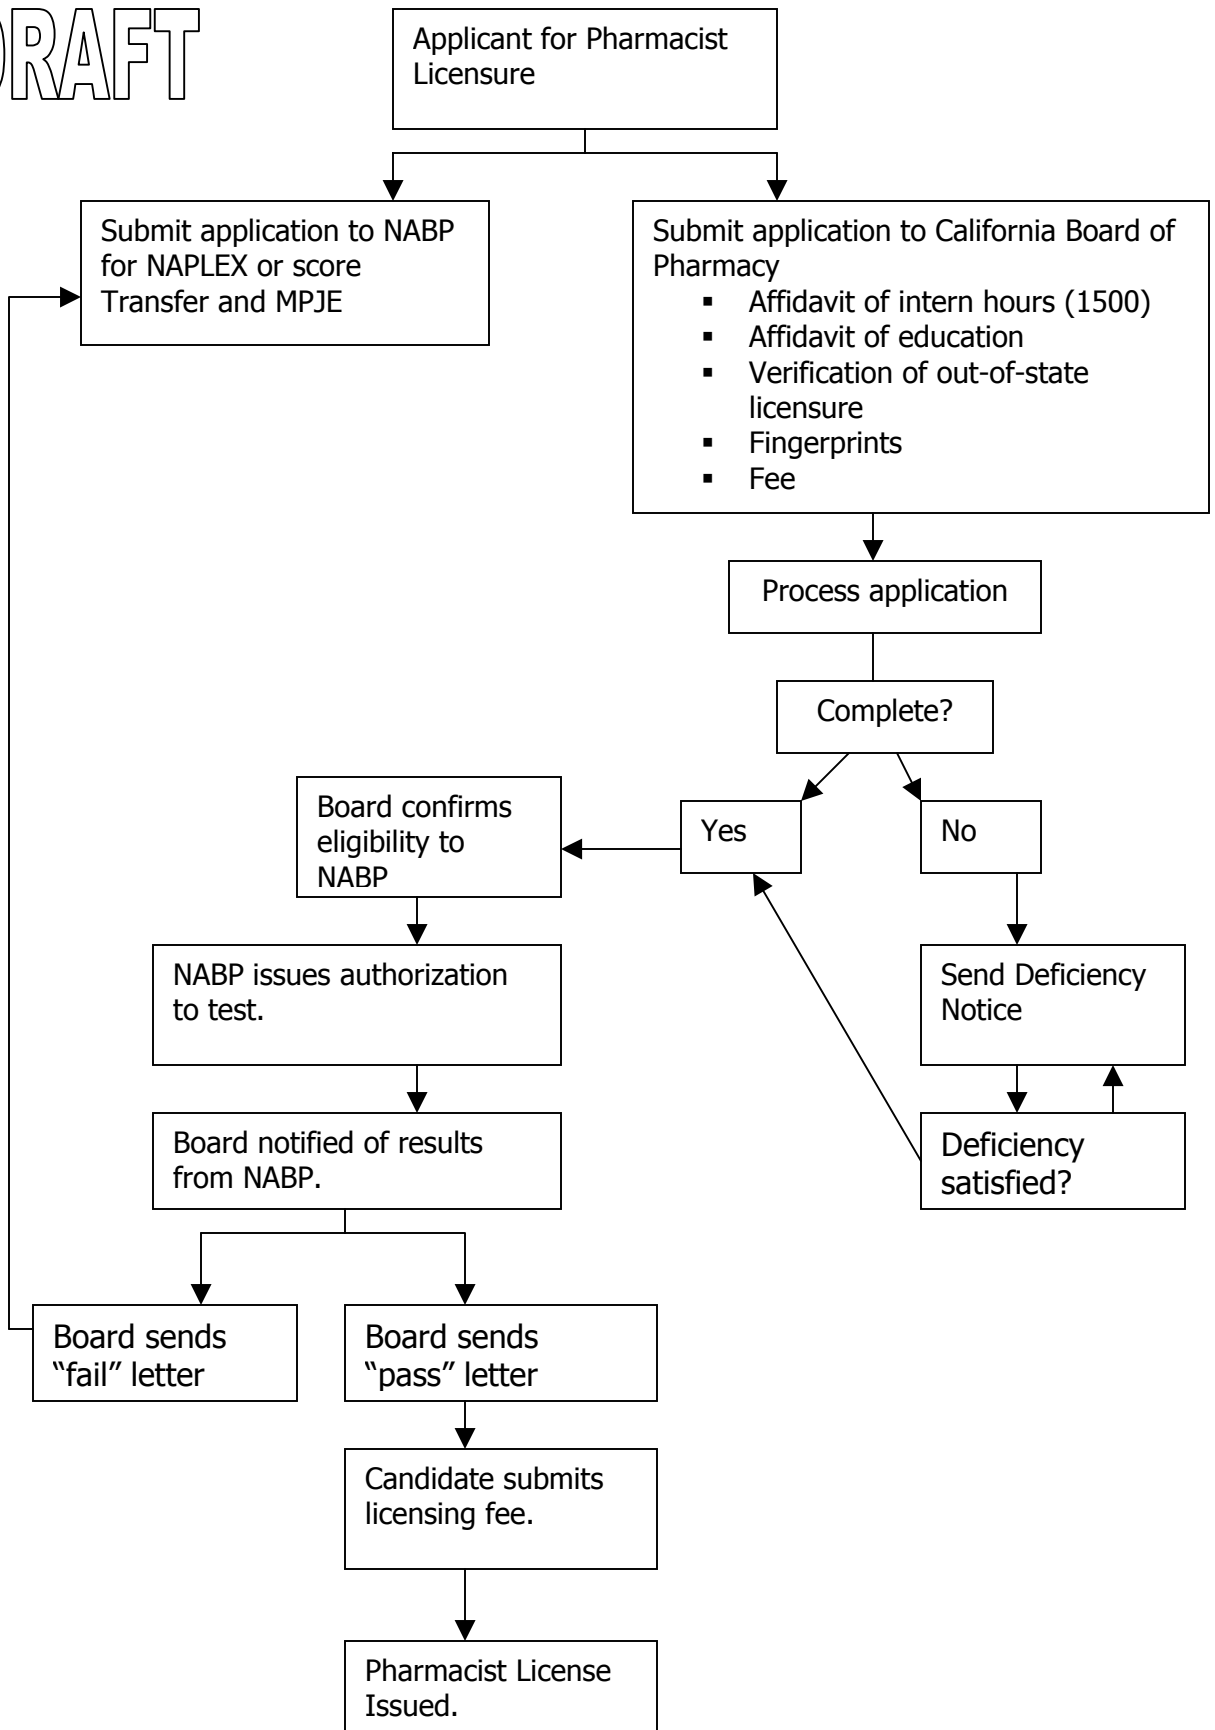 DRAFT
Applicant for Pharmacist
Licensure
Submit application to NABP
for NAPLEX or score
Transfer and MPJE
Submit application to California Board of
Pharmacy
▪ Affidavit of intern hours (1500)
▪ Affidavit of education
▪ Verification of out-of-state
licensure
▪ Fingerprints
▪ Fee
Process application
Complete?
Board confirms
eligibility to
NABP
Yes
No
NABP issues authorization
to test.
Send Deficiency
Notice
Board notified of results
from NABP.
Deficiency
satisfied?
Board sends
“fail” letter
Board sends
“pass” letter
Candidate submits
licensing fee.
Pharmacist License
Issued.